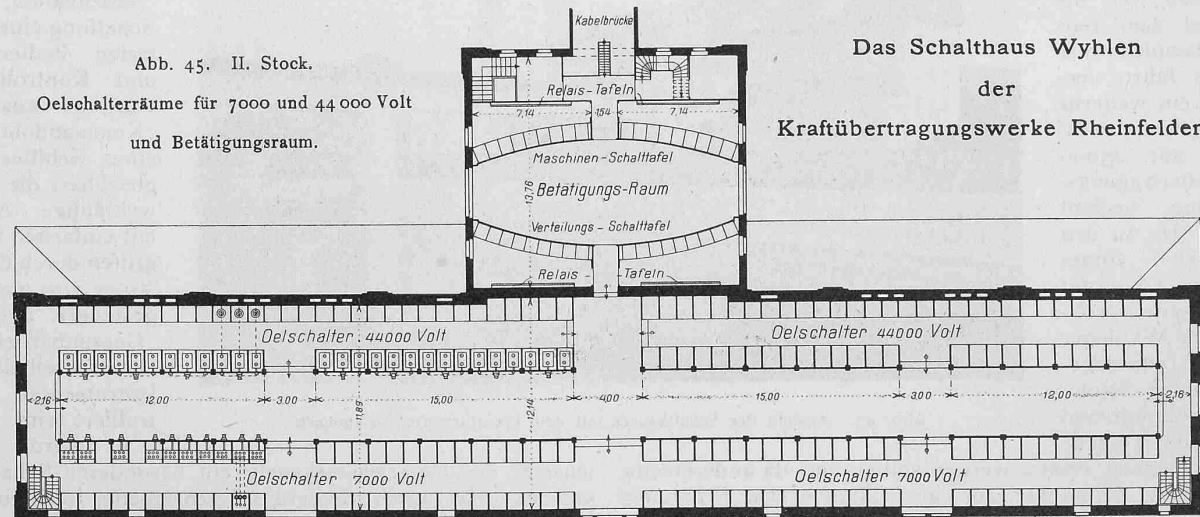 Kabelbrücke
Abb. 45. II. Stock.
Oelschalterräume für 7000 und 44 000 Volt
und Betätigungsraum.
Das Schalthaus Wyhlen
der
Kraftübertragungswerke Rheinfelden
Relais-Tafeln
7,14 1,54 7,14
Maschinen-Schalttafel
13,76
Betätigungs-Raum
Verteilungs-Schalttafel
Relais Tafeln
Oelschalter 44000 Volt
Oelschalter 44000 Volt
2,16 12,00 3,00 15,00 4,00 15,00 3,00 12,00 2,16
11,89
12,14
Oelschalter 7000 Volt
Oelschalter 7000 Volt